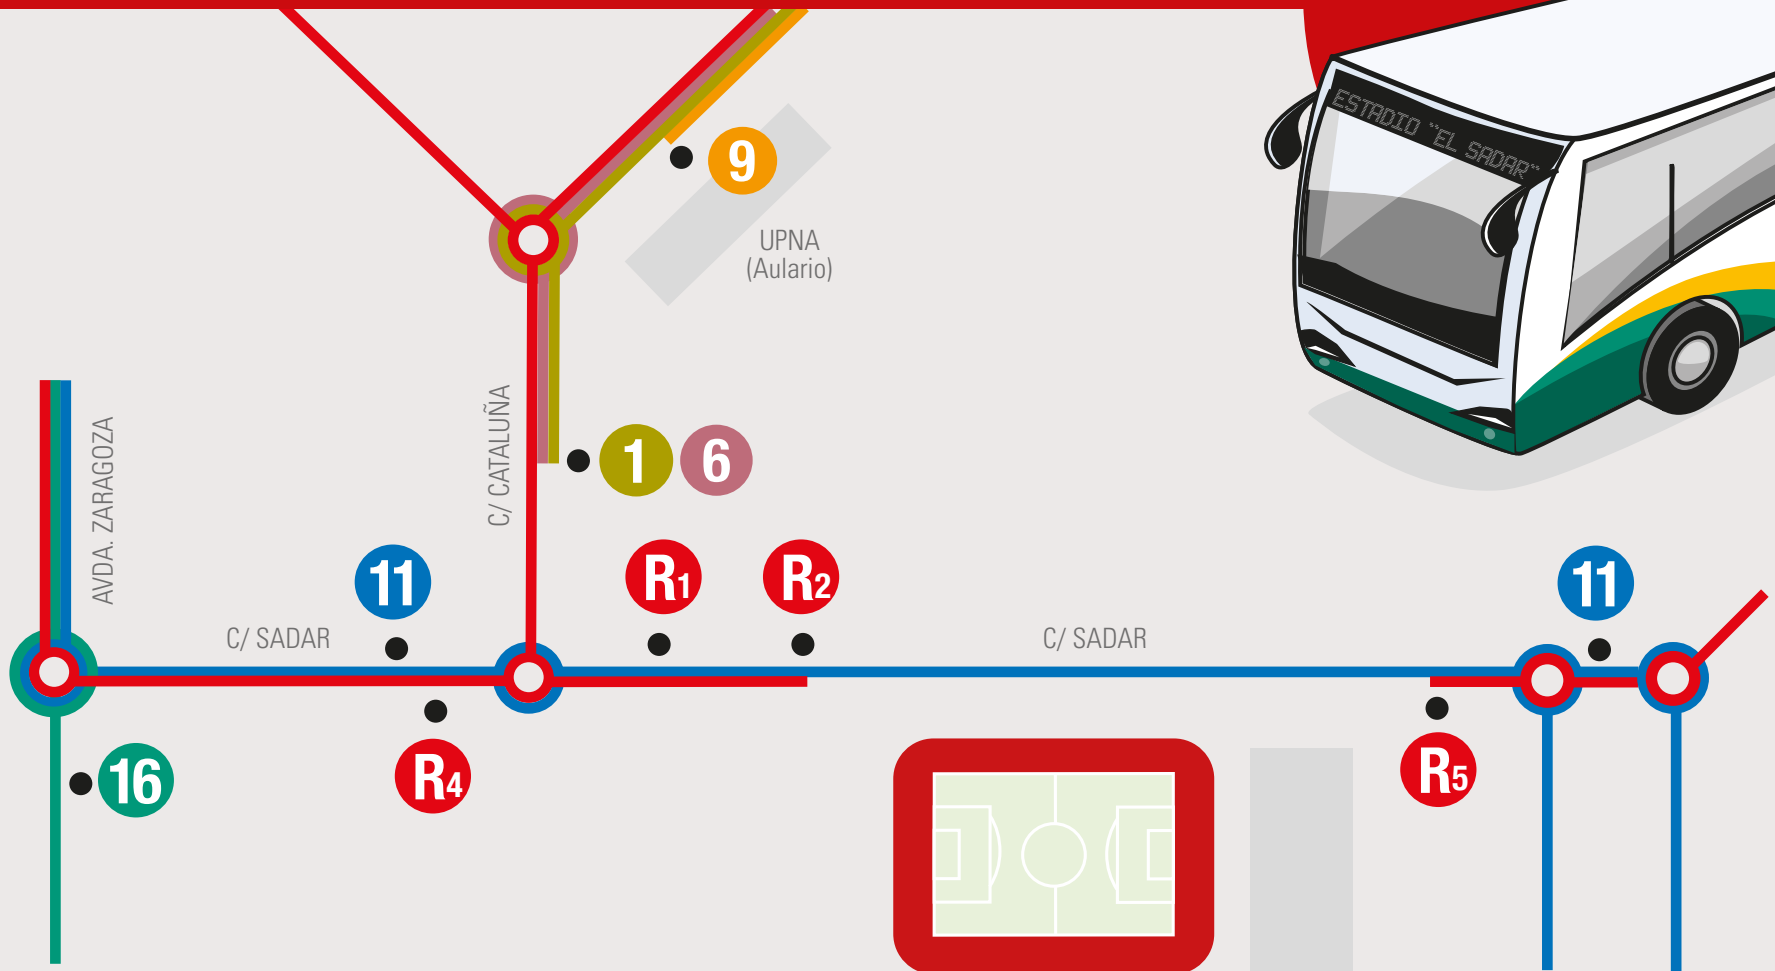 ESTADIO "EL SADAR"
9
UPNA
(Aulario)
C/ CATALUÑA
AVDA. ZARAGOZA
1
6
11
R1
R2
11
C/ SADAR
C/ SADAR
16
R4
R5